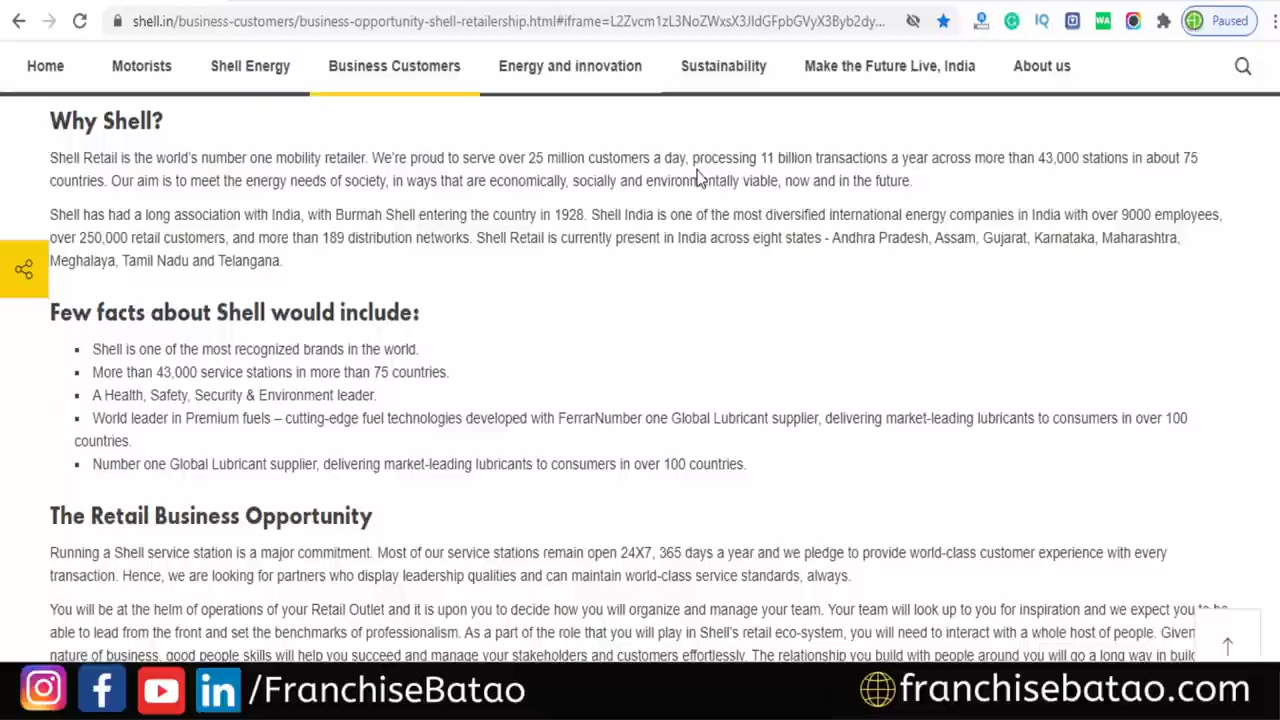 shell.in/business-customers/business-opportunity-shell-retailership.html#iframe=L2Zvcm1zL3NoZWxsX3JldGFpbGVyX3Byb2dy...
Paused
Home Motorists Shell Energy Business Customers Energy and innovation Sustainability Make the Future Live, India About us
Why Shell?
Shell Retail is the world's number one mobility retailer. We're proud to serve over 25 million customers a day, processing 11 billion transactions a year across more than 43,000 stations in about 75
countries. Our aim is to meet the energy needs of society, in ways that are economically, socially and environmentally viable, now and in the future.
Shell has had a long association with India, with Burmah Shell entering the country in 1928. Shell India is one of the most diversified international energy companies in India with over 9000 employees,
over 250,000 retail customers, and more than 189 distribution networks. Shell Retail is currently present in India across eight states - Andhra Pradesh, Assam, Gujarat, Karnataka, Maharashtra,
Meghalaya, Tamil Nadu and Telangana.
Few facts about Shell would include:
▪ Shell is one of the most recognized brands in the world.
▪ More than 43,000 service stations in more than 75 countries.
▪ A Health, Safety, Security & Environment leader.
▪ World leader in Premium fuels – cutting-edge fuel technologies developed with FerrarNumber one Global Lubricant supplier, delivering market-leading lubricants to consumers in over 100
countries.
▪ Number one Global Lubricant supplier, delivering market-leading lubricants to consumers in over 100 countries.
The Retail Business Opportunity
Running a Shell service station is a major commitment. Most of our service stations remain open 24X7, 365 days a year and we pledge to provide world-class customer experience with every
transaction. Hence, we are looking for partners who display leadership qualities and can maintain world-class service standards, always.
You will be at the helm of operations of your Retail Outlet and it is upon you to decide how you will organize and manage your team. Your team will look up to you for inspiration and we expect you to be
able to lead from the front and set the benchmarks of professionalism. As a part of the role that you will play in Shell's retail eco-system, you will need to interact with a whole host of people. Given
nature of business, good people skills will help you succeed and manage your stakeholders and customers effortlessly. The relationship you build with people around you will go a long way in
/FranchiseBatao
franchisebatao.com